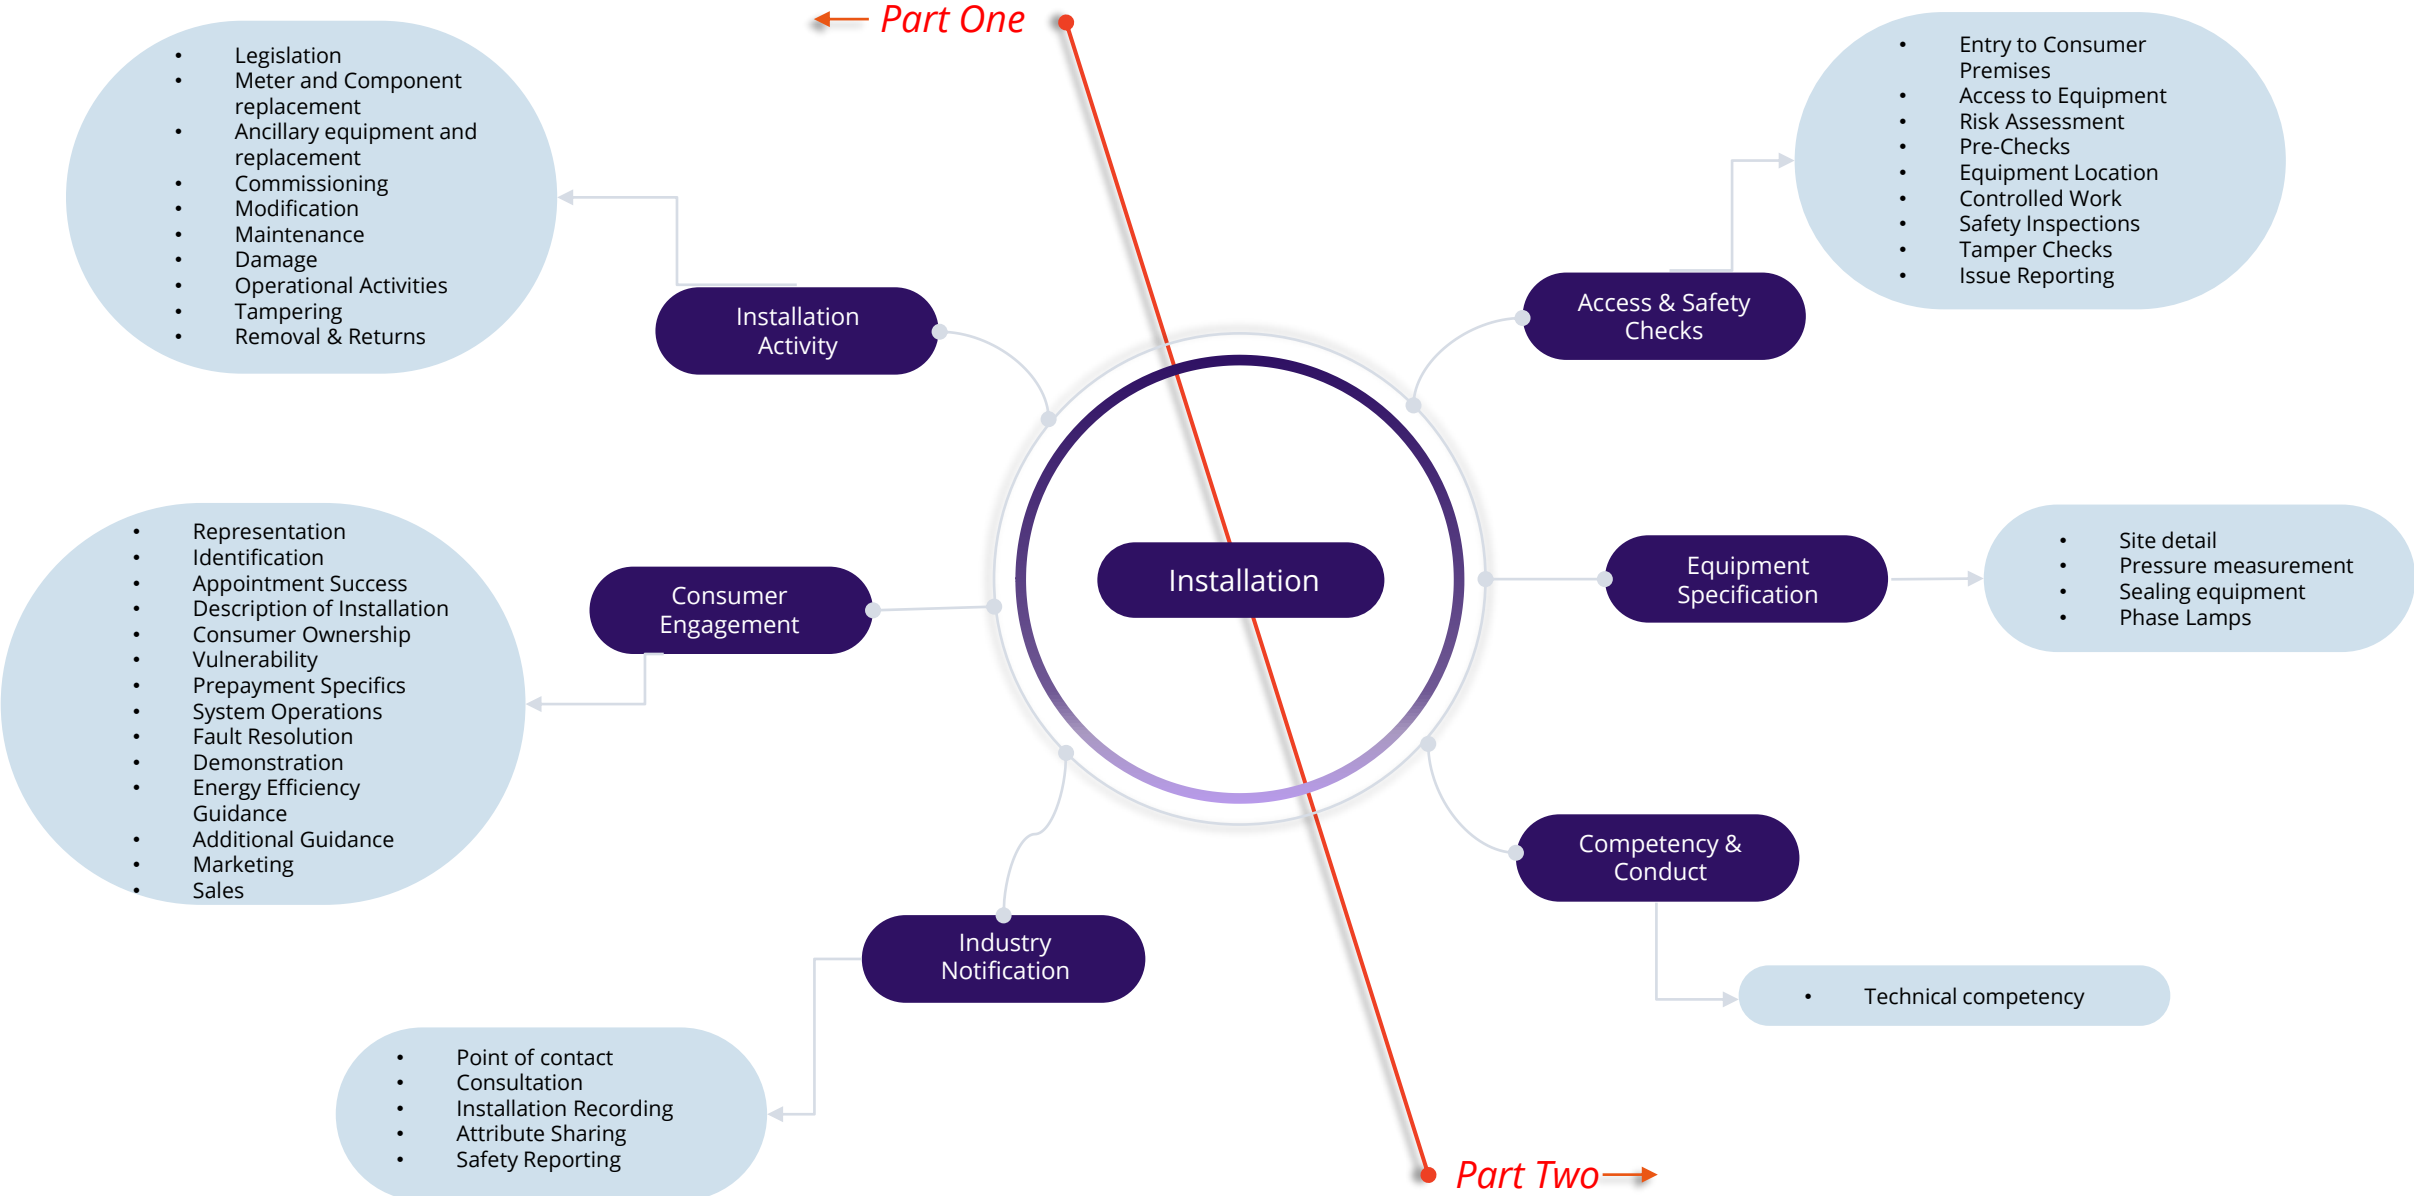 Part One
• Legislation
• Meter and Component
replacement
• Ancillary equipment and
replacement
• Commissioning
• Modification
• Maintenance
• Damage
• Operational Activities
• Tampering
• Removal & Returns
Installation
Activity
• Entry to Consumer
Premises
• Access to Equipment
• Risk Assessment
• Pre-Checks
• Equipment Location
• Controlled Work
• Safety Inspections
• Tamper Checks
• Issue Reporting
Access & Safety
Checks
• Representation
• Identification
• Appointment Success
• Description of Installation
• Consumer Ownership
• Vulnerability
• Prepayment Specifics
• System Operations
• Fault Resolution
• Demonstration
• Energy Efficiency
Guidance
• Additional Guidance
• Marketing
• Sales
Consumer
Engagement
Installation
Equipment
Specification
• Site detail
• Pressure measurement
• Sealing equipment
• Phase Lamps
Competency &
Conduct
• Technical competency
Industry
Notification
• Point of contact
• Consultation
• Installation Recording
• Attribute Sharing
• Safety Reporting
Part Two